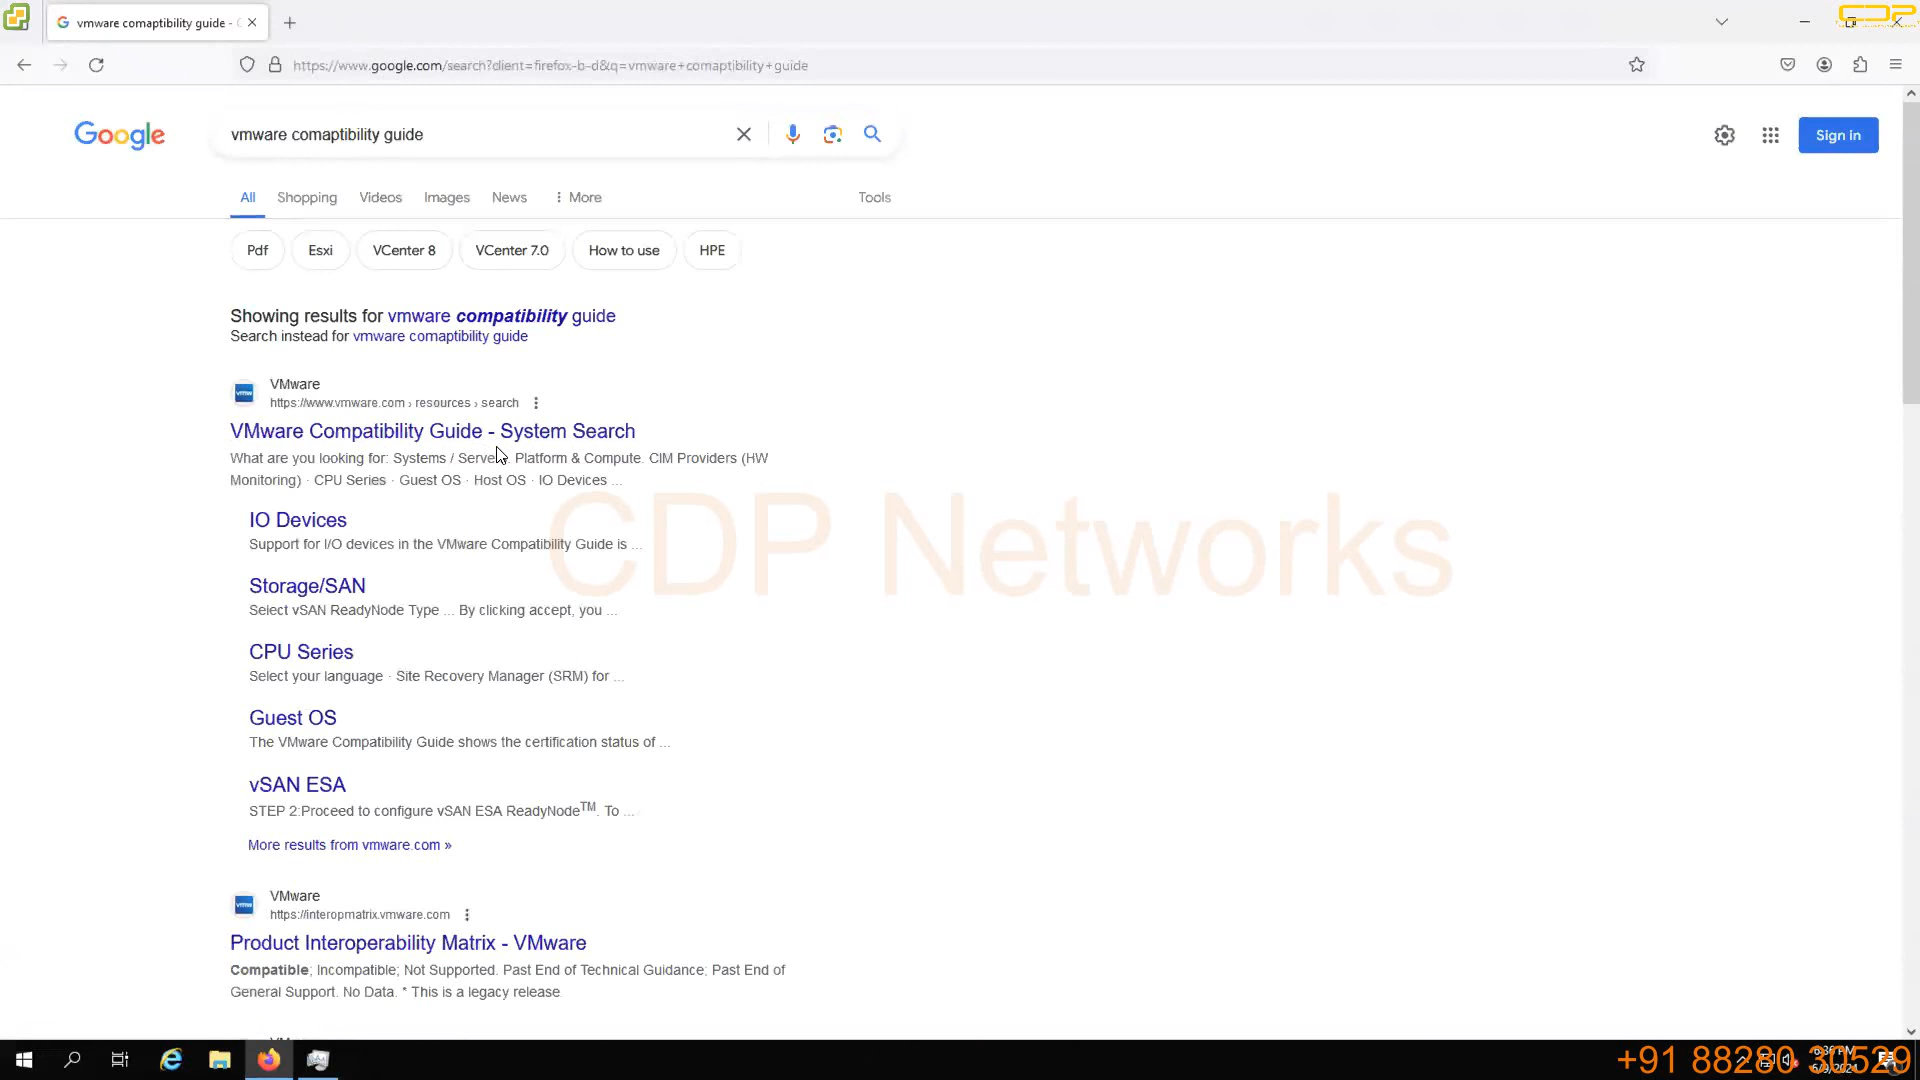 vmware comaptibility guide -
CDP
https://www.google.com/search?client=firefox-b-d&q=vmware+comaptibility+guide
Google
vmware comaptibility guide
Sign in
All
Shopping
Videos
Images
News
More
Tools
Pdf
Esxi
VCenter 8
VCenter 7.0
How to use
HPE
Showing results for vmware compatibility guide
Search instead for vmware comaptibility guide
VMware
https://www.vmware.com › resources › search
VMware Compatibility Guide - System Search
What are you looking for: Systems / Serve Platform & Compute. CIM Providers (HW
Monitoring) · CPU Series · Guest OS · Host OS · IO Devices ...
CDP Networks
IO Devices
Support for I/O devices in the VMware Compatibility Guide is ...
Storage/SAN
Select vSAN ReadyNode Type ... By clicking accept, you ...
CPU Series
Select your language · Site Recovery Manager (SRM) for ...
Guest OS
The VMware Compatibility Guide shows the certification status of ...
vSAN ESA
STEP 2:Proceed to configure vSAN ESA ReadyNodeTM. To ...
More results from vmware.com »
VMware
https://interopmatrix.vmware.com
Product Interoperability Matrix - VMware
Compatible; Incompatible; Not Supported. Past End of Technical Guidance; Past End of
General Support. No Data. * This is a legacy release.
+91 88280 30529